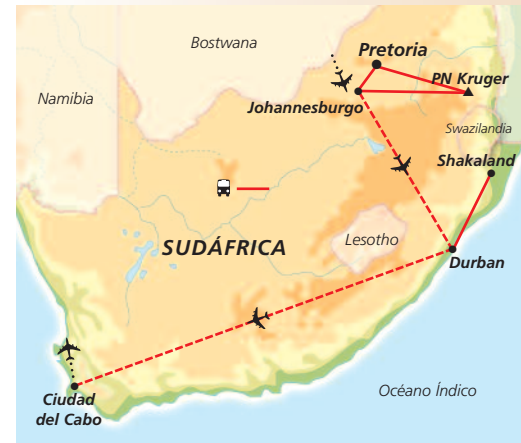 Bostwana
Pretoria
PN Kruger
Namibia
Johannesburgo
Swazilandia
Shakaland
SUDÁFRICA
Lesotho
Durban
Océano Índico
Ciudad
del Cabo